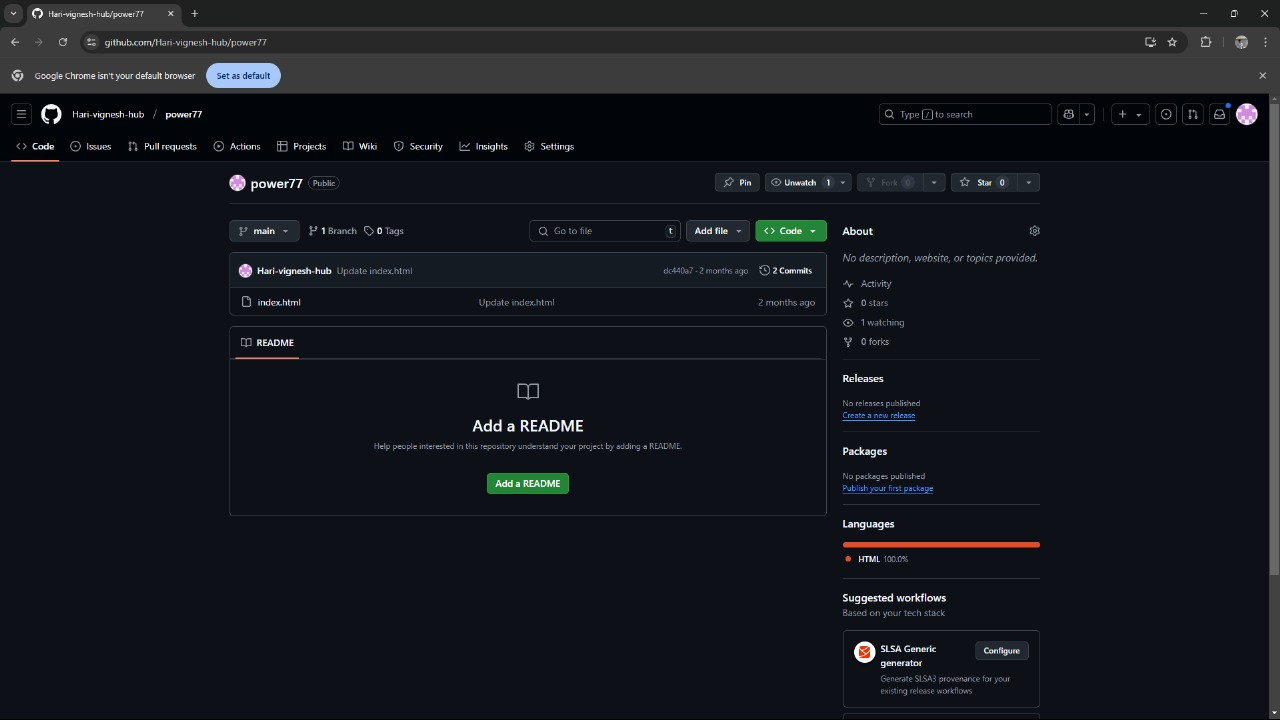 Hari-vignesh-hub/power77
github.com/Hari-vignesh-hub/power77
Google Chrome isn't your default browser Set as default
Hari-vignesh-hub / power77 Type / to search
Code Issues Pull requests Actions Projects Wiki Security Insights Settings
power77 Public Pin Unwatch 1 Fork 0 Star 0
main 1 Branch 0 Tags Go to file t Add file Code
About
No description, website, or topics provided.
Hari-vignesh-hub Update index.html dc440a7 · 2 months ago 2 Commits
index.html Update index.html 2 months ago
Activity
0 stars
1 watching
0 forks
README
Add a README
Help people interested in this repository understand your project by adding a README.
Add a README
Releases
No releases published
Create a new release
Packages
No packages published
Publish your first package
Languages
HTML 100.0%
Suggested workflows
Based on your tech stack
SLSA Generic generator Configure
Generate SLSA3 provenance for your
existing release workflows